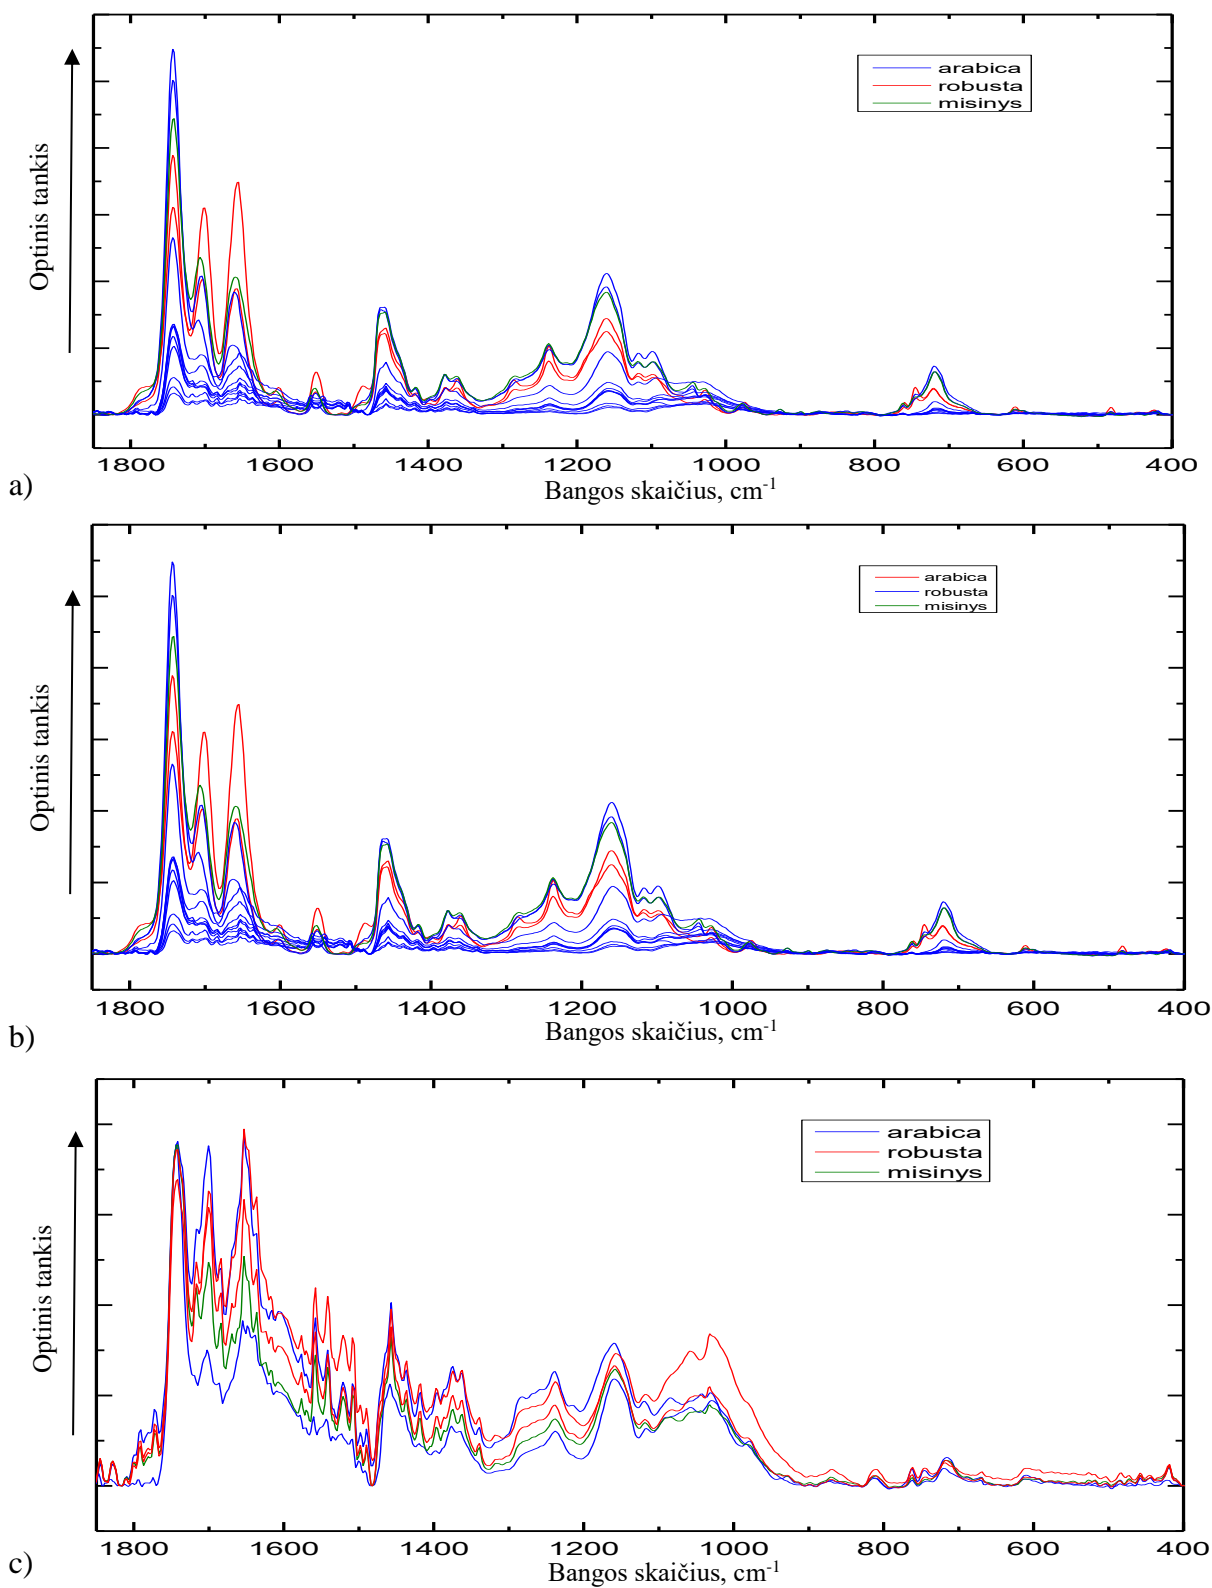 Optinis tankis
arabica
robusta
misinys
1800 1600 1400 1200 1000 800 600 400
a)
Bangos skaičius, cm-1
Optinis tankis
arabica
robusta
misinys
1800 1600 1400 1200 1000 800 600 400
b)
Bangos skaičius, cm-1
Optinis tankis
arabica
robusta
misinys
1800 1600 1400 1200 1000 800 600 400
c)
Bangos skaičius, cm-1